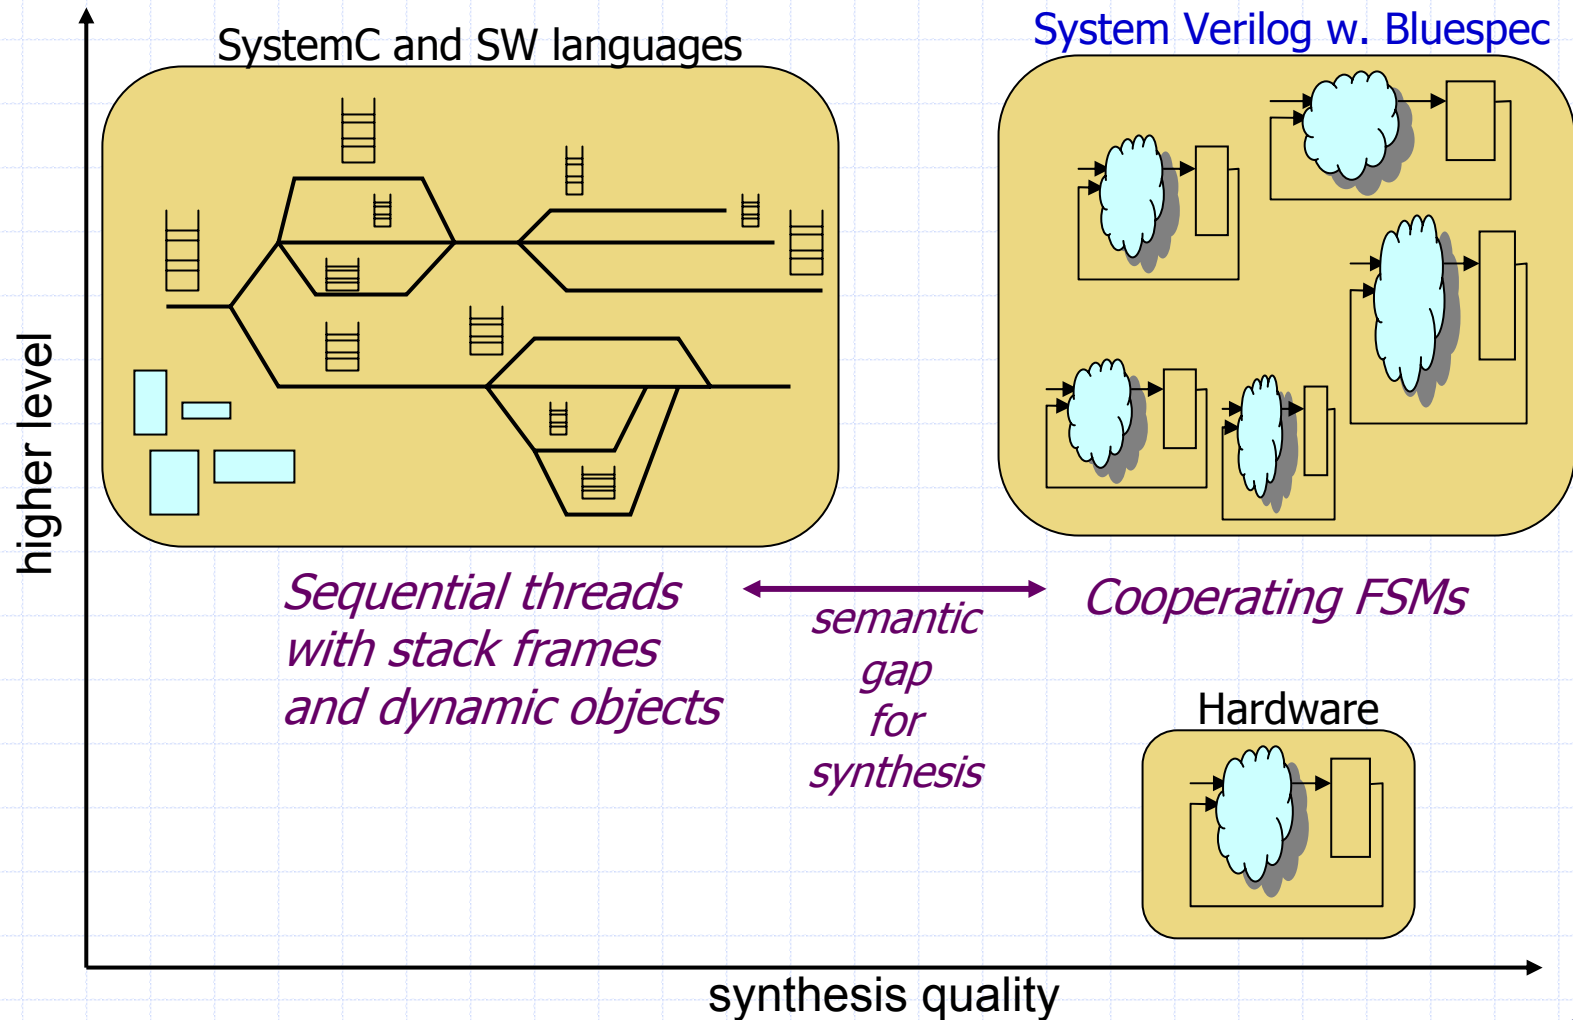 SystemC and SW languages
System Verilog w. Bluespec
higher level
Sequential threads
with stack frames
and dynamic objects
semantic
gap
for
synthesis
Cooperating FSMs
Hardware
synthesis quality